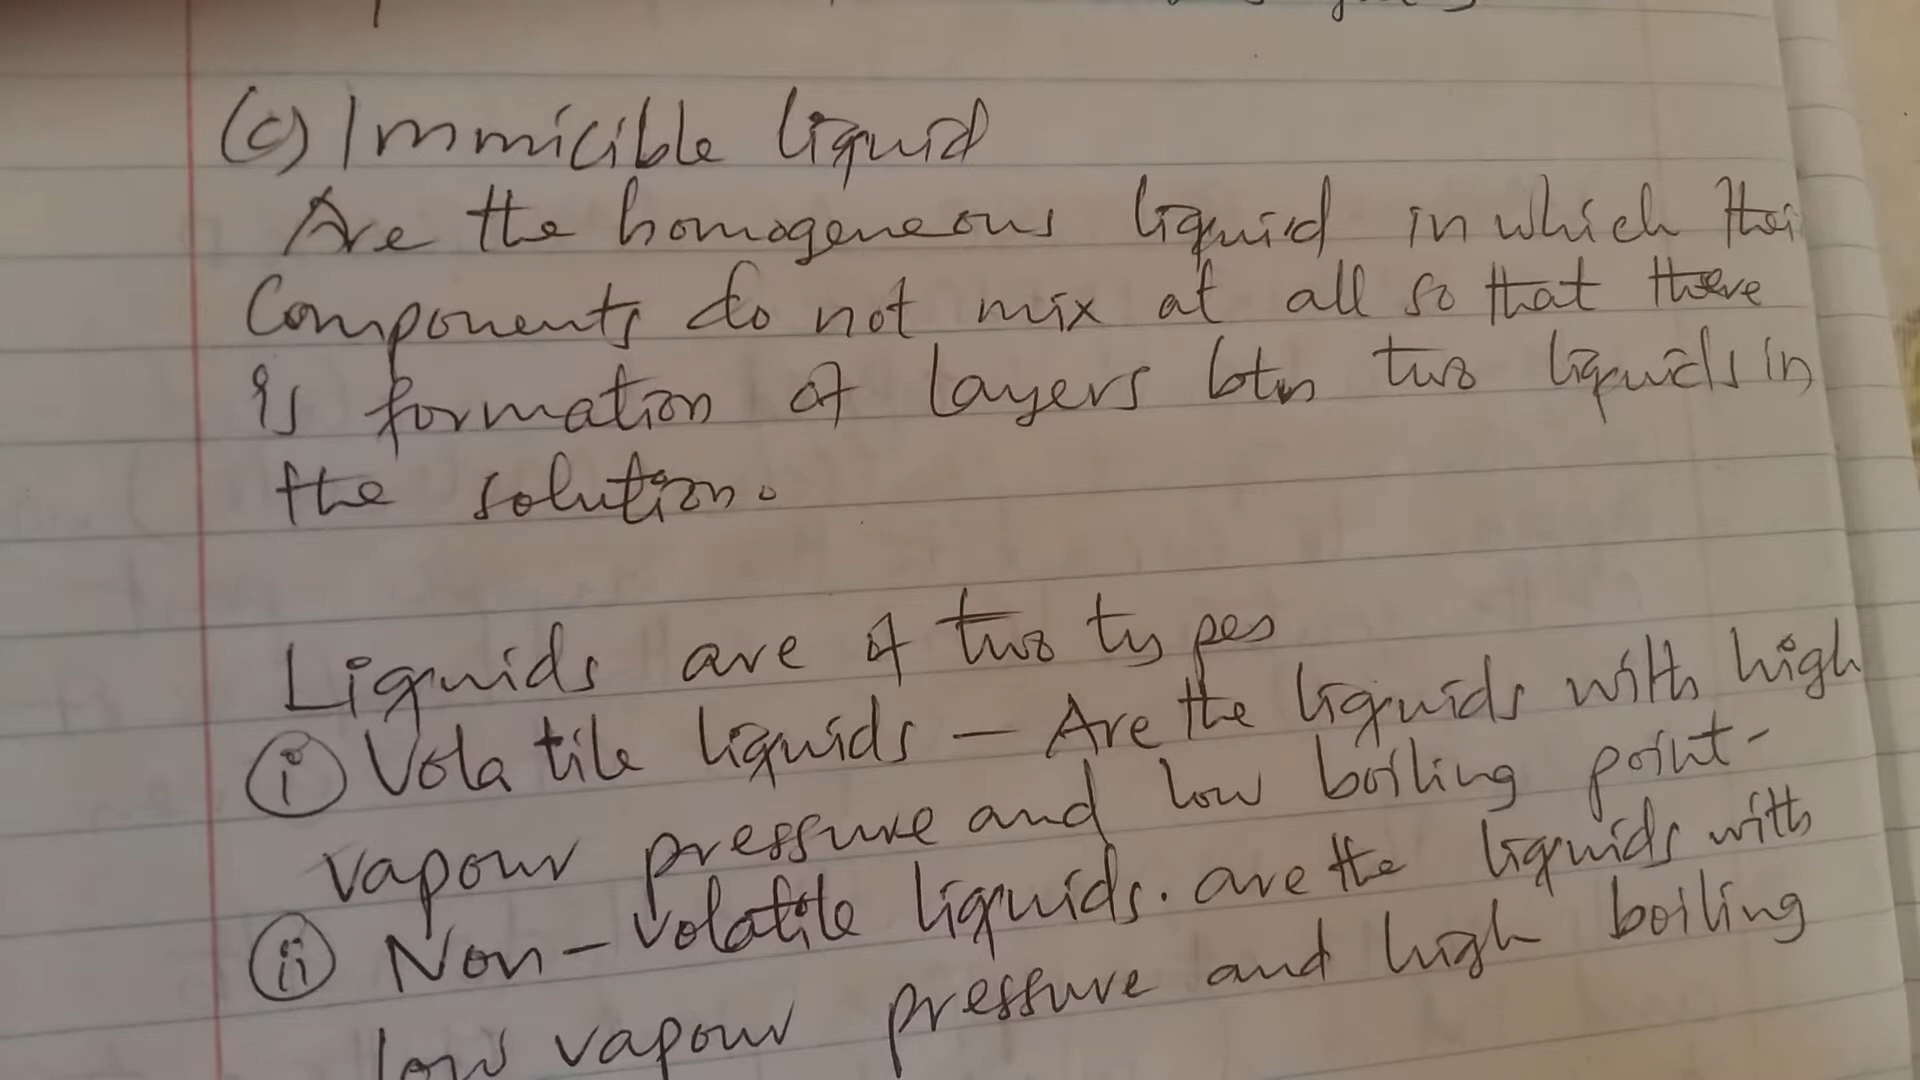 (c) Immicible liquid
Are the homogeneous liquid in which thei
Components do not mix at all so that there
is formation of layers btn two liquids in
the solution.
Liquids are of two types
(i) Volatile liquids - Are the liquids with high
vapour pressure and low boiling point-
(ii) Non-volatile liquids. are the liquids with
low vapour pressure and high boiling